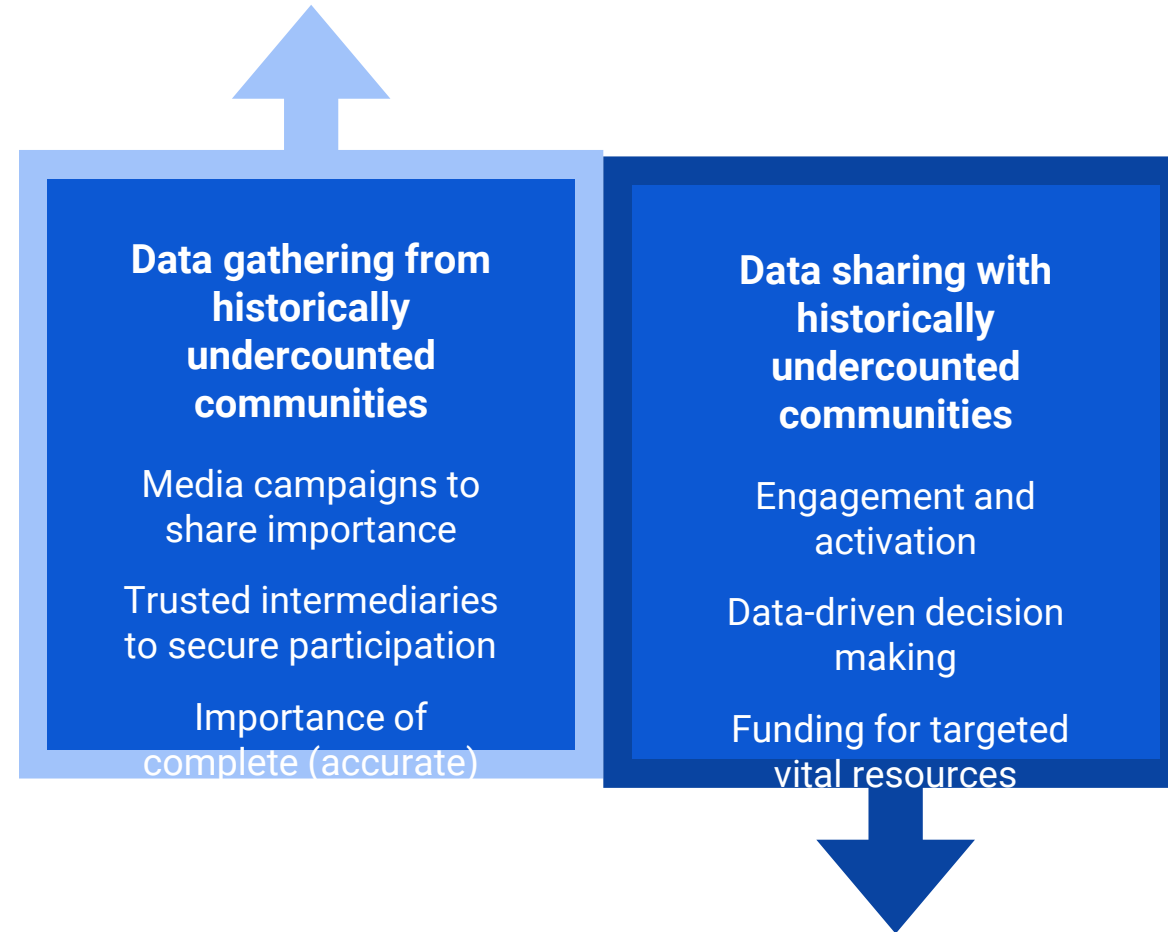 Data gathering from
historically
undercounted
communities
Media campaigns to
share importance
Trusted intermediaries
to secure participation
Importance of
complete (accurate)
Data sharing with
historically
undercounted
communities
Engagement and
activation
Data-driven decision
making
Funding for targeted
vital resources